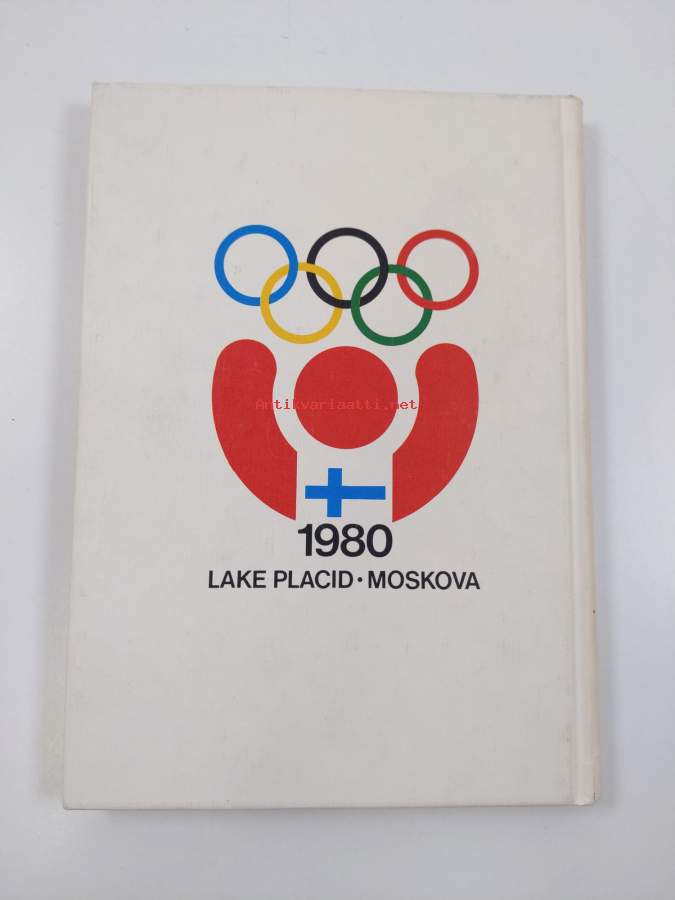 Antikvariaatti.net
1980
LAKE PLACID • MOSKOVA